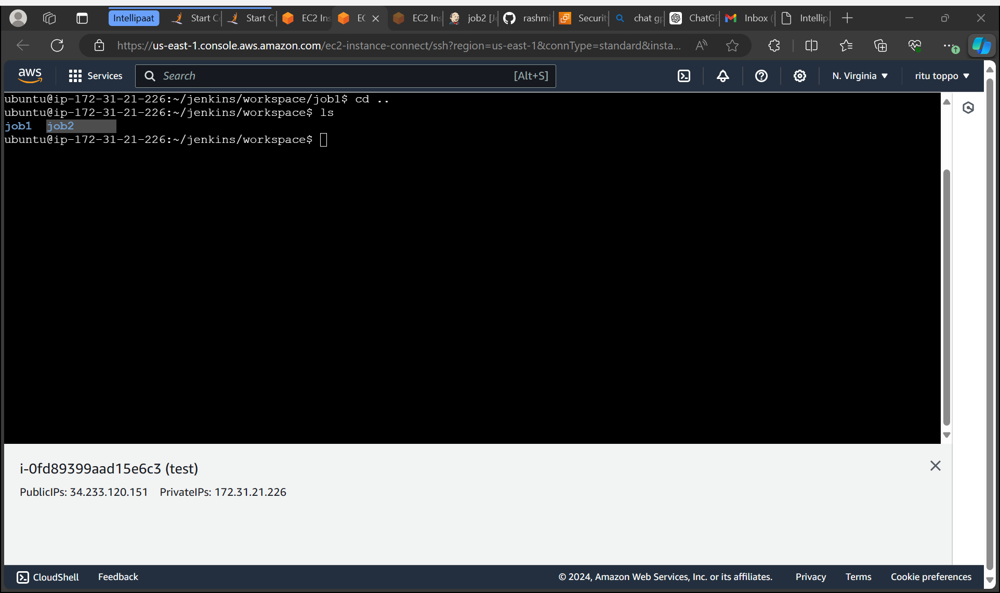 Intellipaat Start C Start C EC2 Ins EC EC2 Ins job2 [J rashmi Securit chat gp ChatGP Inbox ( Intellip
https://us-east-1.console.aws.amazon.com/ec2-instance-connect/ssh?region=us-east-1&connType=standard&insta...
aws Services Search [Alt+S] N. Virginia ritu toppo
ubuntu@ip-172-31-21-226:~/jenkins/workspace/job1$ cd ..
ubuntu@ip-172-31-21-226:~/jenkins/workspace$ ls
job1 job2
ubuntu@ip-172-31-21-226:~/jenkins/workspace$
i-0fd89399aad15e6c3 (test)
PublicIPs: 34.233.120.151 PrivateIPs: 172.31.21.226
CloudShell Feedback © 2024, Amazon Web Services, Inc. or its affiliates. Privacy Terms Cookie preferences